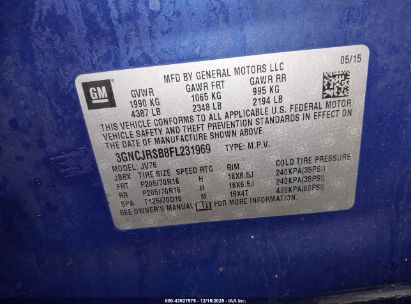 GM
MFD BY GENERAL MOTORS LLC
05/15
GVWR GAWR FRT GAWR RR
1990 KG 1065 KG 995 KG
4387 LB 2348 LB 2194 LB
THIS VEHICLE CONFORMS TO ALL APPLICABLE U.S. FEDERAL MOTOR
VEHICLE SAFETY AND THEFT PREVENTION STANDARDS IN EFFECT ON
THE DATE OF MANUFACTURE SHOWN ABOVE.
3GNCJRSB8FL231969 TYPE: M.P.V.
JV76
TIRE SIZE SPEED RTG RIM COLD TIRE PRESSURE
FRT P205/70R16 H 16X6.5J 240KPA(35PSI)
RR P205/70R16 H 16X6.5J 240KPA(35PSI)
SPA T125/70D16 M 16X4T 420KPA(60PSI)
SEE OWNER'S MANUAL FOR ADDITIONAL INFORMATION.